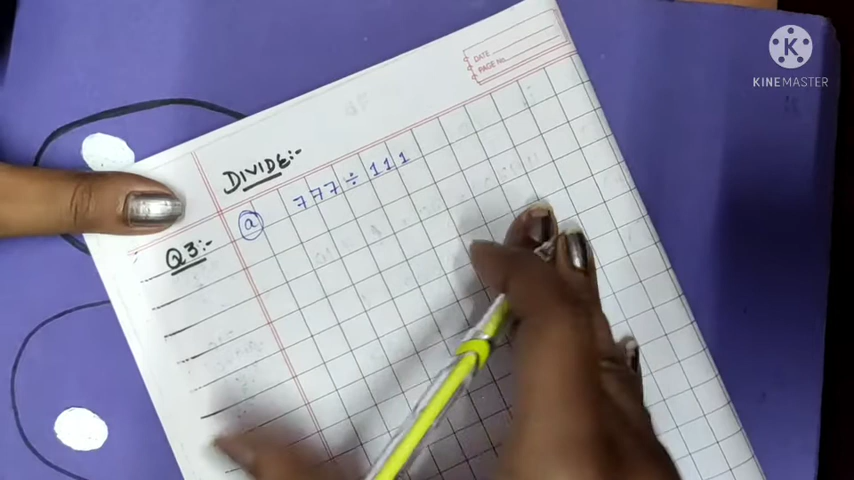 KINEMASTER
DATE
PAGE No.
DIVIDE:-
Q3:- ⓐ 777 ÷ 111